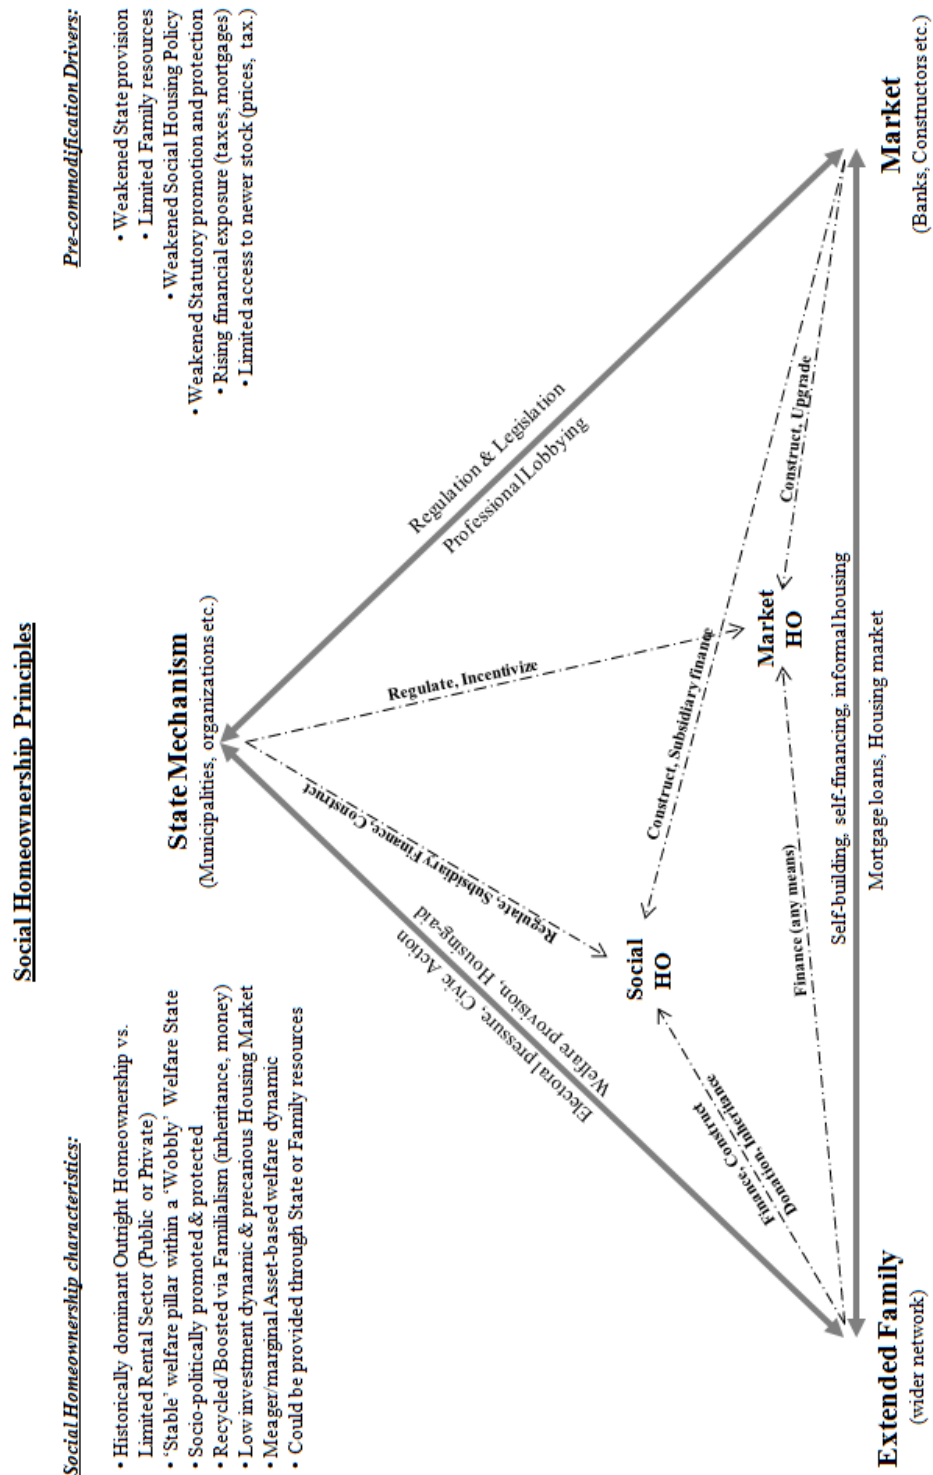 Social Homeownership Principles
Social Homeownership characteristics:
• Historically dominant Outright Homeownership vs.
Limited Rental Sector (Public or Private)
• ‘Stable’ welfare pillar within a ‘Wobbly’ Welfare State
• Socio-politically promoted & protected
• Recycled/Boosted via Familialism (inheritance, money)
• Low investment dynamic & precarious Housing Market
• Meager/marginal Asset-based welfare dynamic
• Could be provided through State or Family resources
Pre-commodification Drivers:
• Weakened State provision
• Limited Family resources
• Weakened Social Housing Policy
• Weakened Statutory promotion and protection
• Rising financial exposure (taxes, mortgages)
• Limited access to newer stock (prices, tax.)
State Mechanism
(Municipalities, organizations etc.)
Electoral pressure, Civic Action
Welfare provision, Housing-aid
Regulation & Legislation
Professional Lobbying
Regulate, Subsidiary Finance, Construct
Regulate, Incentivize
Construct, Subsidiary finance
Construct, Upgrade
Social
HO
Market
HO
Finance, Construct
Donation, Inheritance
Finance (any means)
Self-building, self-financing, informal housing
Mortgage loans, Housing market
Extended Family
(wider network)
Market
(Banks, Constructors etc.)